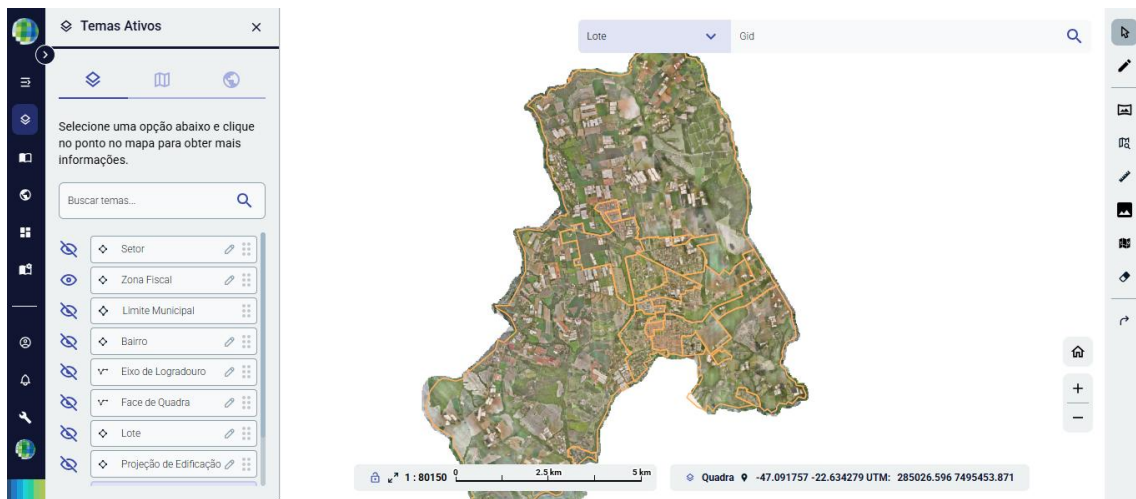 Temas Ativos
Lote
Gid
Selecione uma opção abaixo e clique
no ponto no mapa para obter mais
informações.
Buscar temas...
Setor
Zona Fiscal
Limite Municipal
Bairro
Eixo de Logradouro
Face de Quadra
Lote
Projeção de Edificação
1 : 80150 0 2.5 km 5 km
Quadra -47.091757 -22.634279 UTM: 285026.596 7495453.871